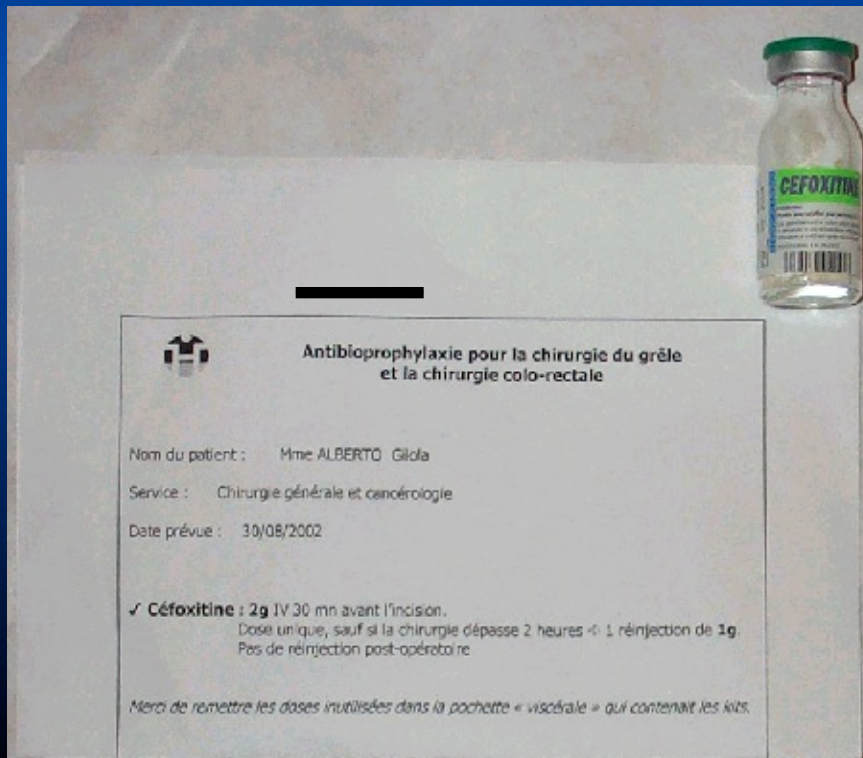 CEFOXITINE
Antibioprophylaxie pour la chirurgie du grêle
et la chirurgie colo-rectale
Nom du patient : Mme ALBERTO Gilola
Service : Chirurgie générale et cancérologie
Date prévue : 30/08/2002
✓ Céfoxitine : 2g IV 30 mn avant l'incision.
Dose unique, sauf si la chirurgie dépasse 2 heures 1 réinjection de 1g.
Pas de réinjection post-opératoire
Merci de remettre les doses inutilisées dans la pochette « viscérale » qui contenait les kits.